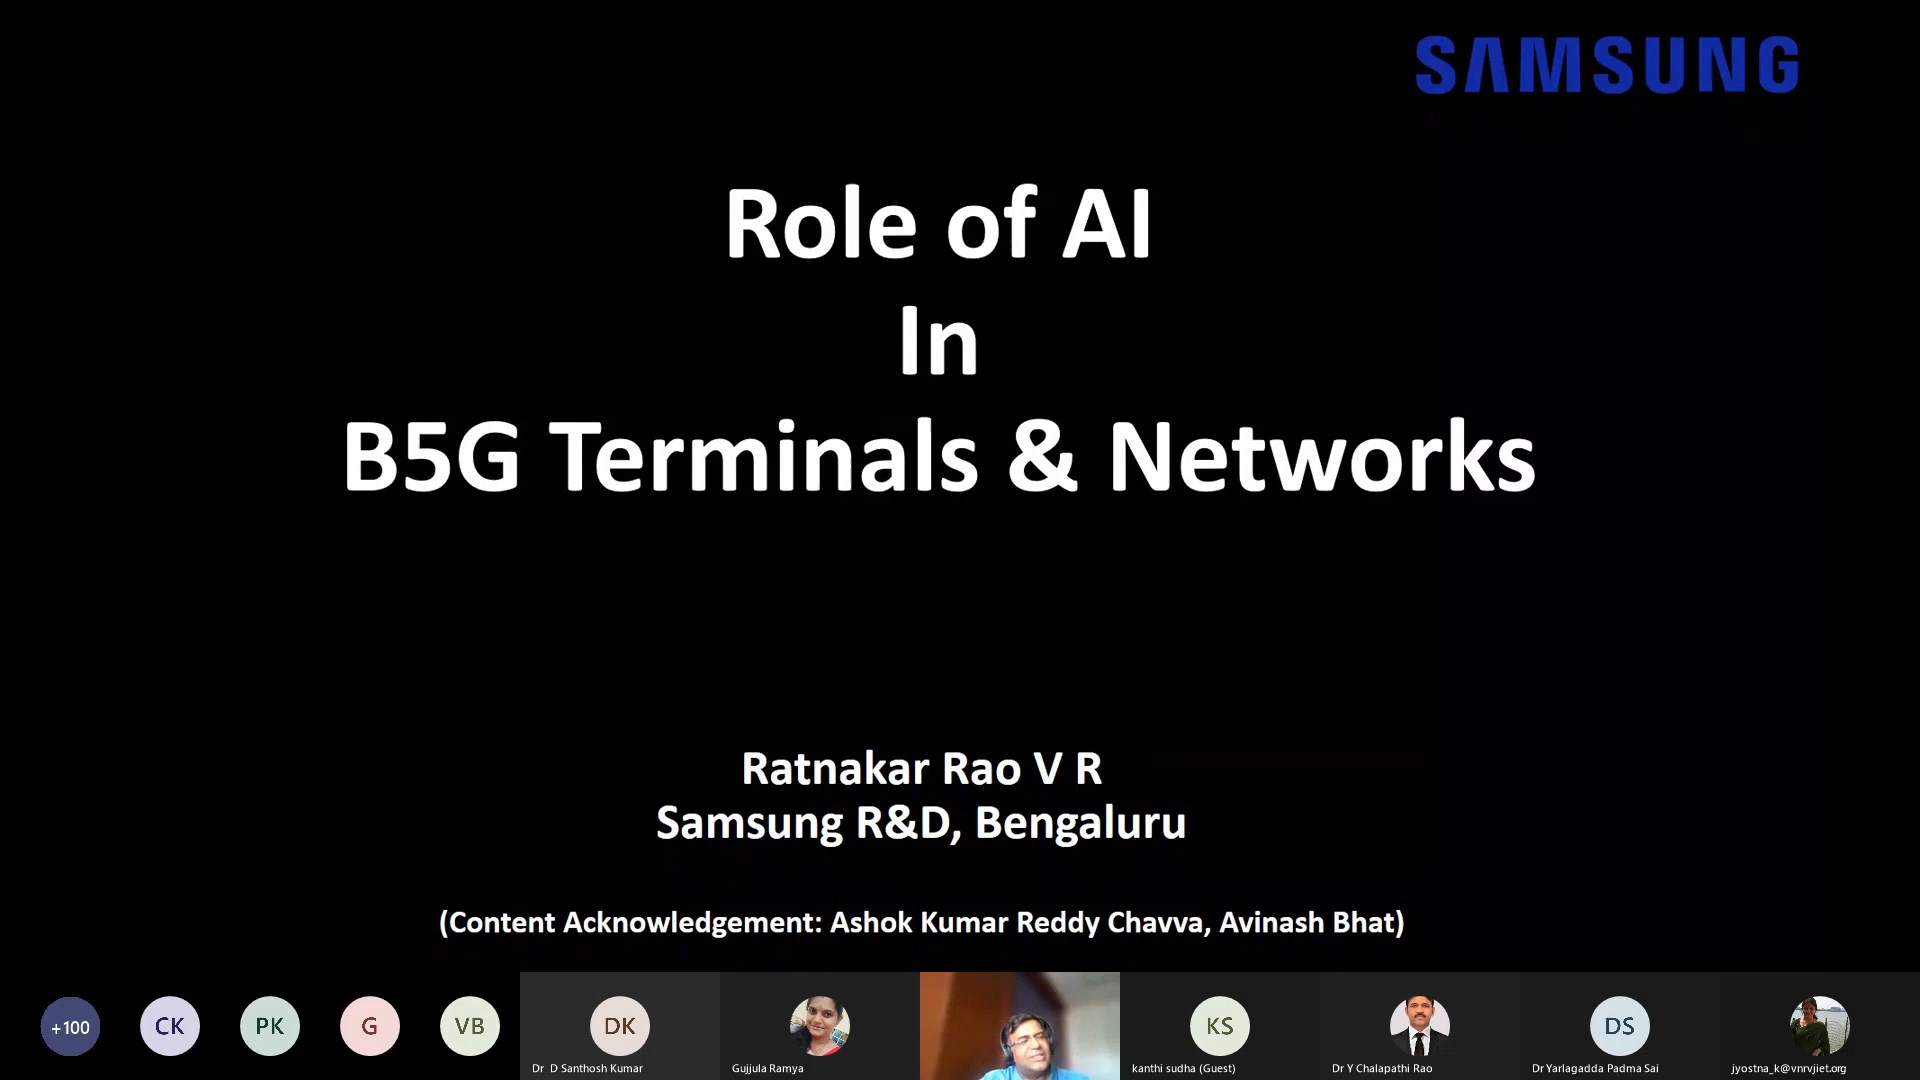 SAMSUNG
Role of AI
In
B5G Terminals & Networks
Ratnakar Rao V R
Samsung R&D, Bengaluru
(Content Acknowledgement: Ashok Kumar Reddy Chavva, Avinash Bhat)
+100
CK
PK
G
VB
DK
KS
DS
Dr D Santhosh Kumar
Gujjula Ramya
kanthi sudha (Guest)
Dr Y Chalapathi Rao
Dr Yarlagadda Padma Sai
jyostna_k@vnrvjiet.org